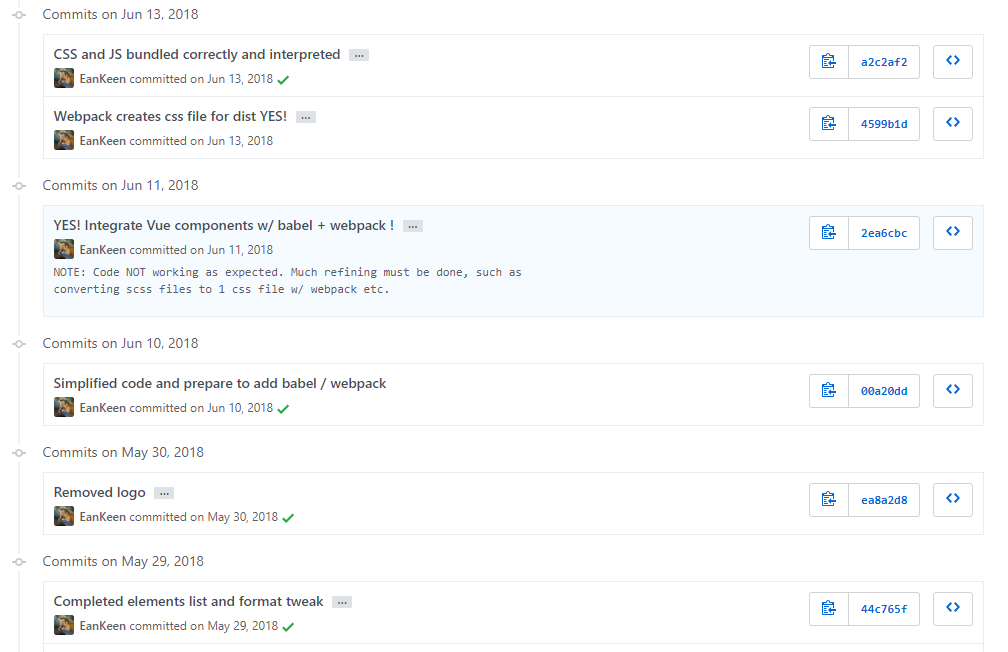 Commits on Jun 13, 2018
CSS and JS bundled correctly and interpreted ...
EanKeen committed on Jun 13, 2018
a2c2af2
Webpack creates css file for dist YES! ...
EanKeen committed on Jun 13, 2018
4599b1d
Commits on Jun 11, 2018
YES! Integrate Vue components w/ babel + webpack ! ...
EanKeen committed on Jun 11, 2018
2ea6cbc
NOTE: Code NOT working as expected. Much refining must be done, such as
converting scss files to 1 css file w/ webpack etc.
Commits on Jun 10, 2018
Simplified code and prepare to add babel / webpack
EanKeen committed on Jun 10, 2018
00a20dd
Commits on May 30, 2018
Removed logo ...
EanKeen committed on May 30, 2018
ea8a2d8
Commits on May 29, 2018
Completed elements list and format tweak ...
EanKeen committed on May 29, 2018
44c765f